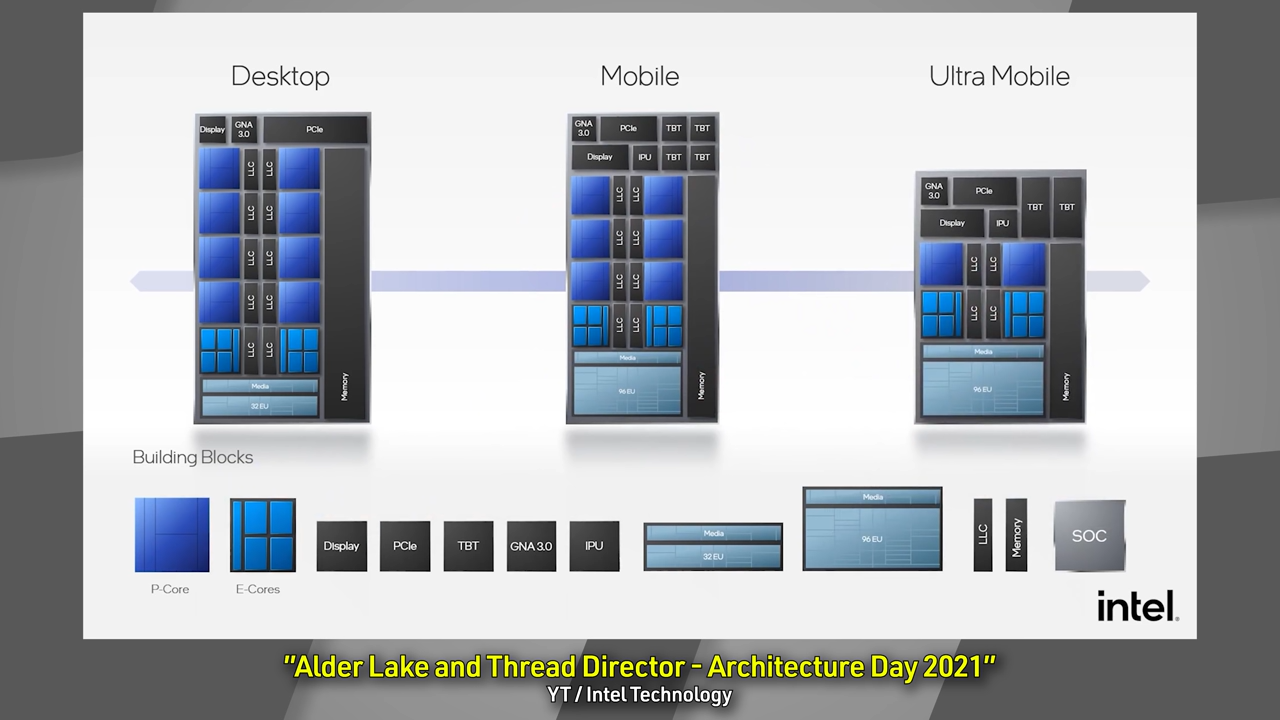 Desktop
Mobile
Ultra Mobile
Display
GNA
3.0
PCIe
LLC
LLC
LLC
LLC
LLC
LLC
LLC
LLC
LLC
LLC
Media
32 EU
Memory
GNA
3.0
PCIe
TBT
TBT
Display
IPU
TBT
TBT
LLC
LLC
LLC
LLC
LLC
LLC
LLC
LLC
Media
96 EU
Memory
GNA
3.0
PCIe
TBT
TBT
Display
IPU
LLC
LLC
LLC
LLC
Media
96 EU
Memory
Building Blocks
P-Core
E-Cores
Display
PCIe
TBT
GNA 3.0
IPU
Media
32 EU
Media
96 EU
LLC
Memory
SOC
intel.
"Alder Lake and Thread Director - Architecture Day 2021"
YT / Intel Technology